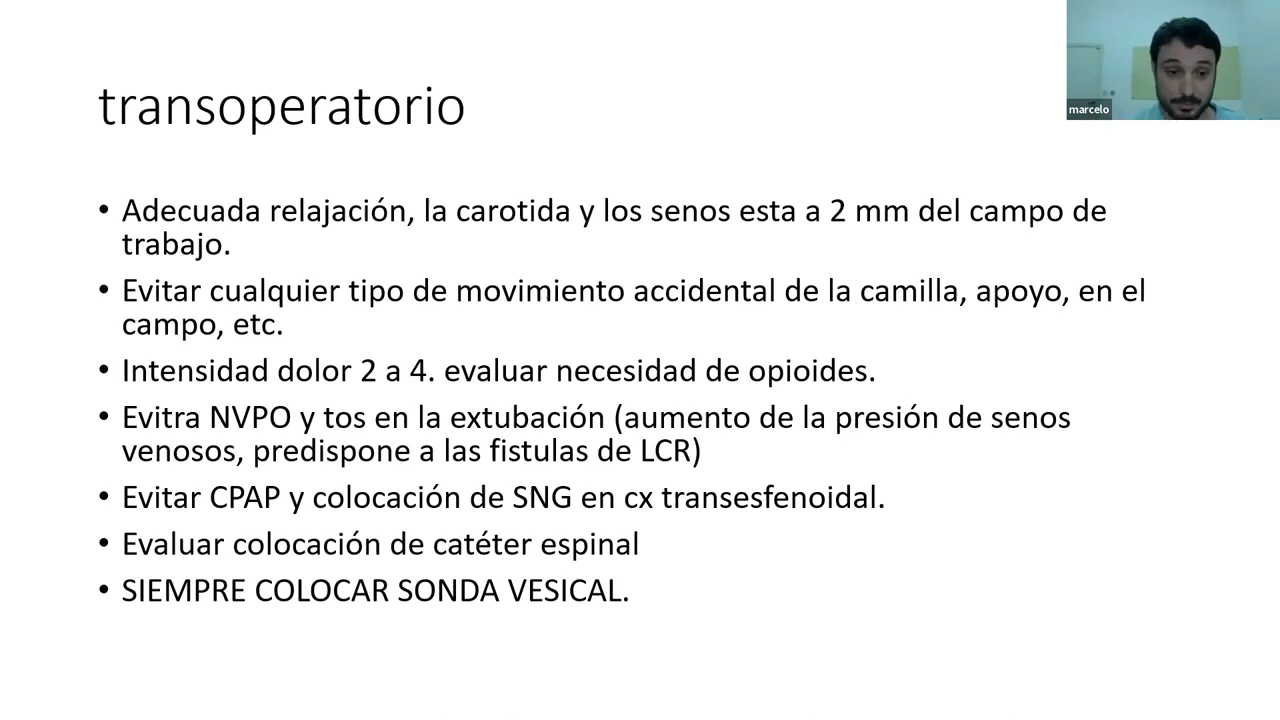 transoperatorio
marcelo
• Adecuada relajación, la carotida y los senos esta a 2 mm del campo de
trabajo.
• Evitar cualquier tipo de movimiento accidental de la camilla, apoyo, en el
campo, etc.
• Intensidad dolor 2 a 4. evaluar necesidad de opioides.
• Evitra NVPO y tos en la extubación (aumento de la presión de senos
venosos, predispone a las fistulas de LCR)
• Evitar CPAP y colocación de SNG en cx transesfenoidal.
• Evaluar colocación de catéter espinal
• SIEMPRE COLOCAR SONDA VESICAL.